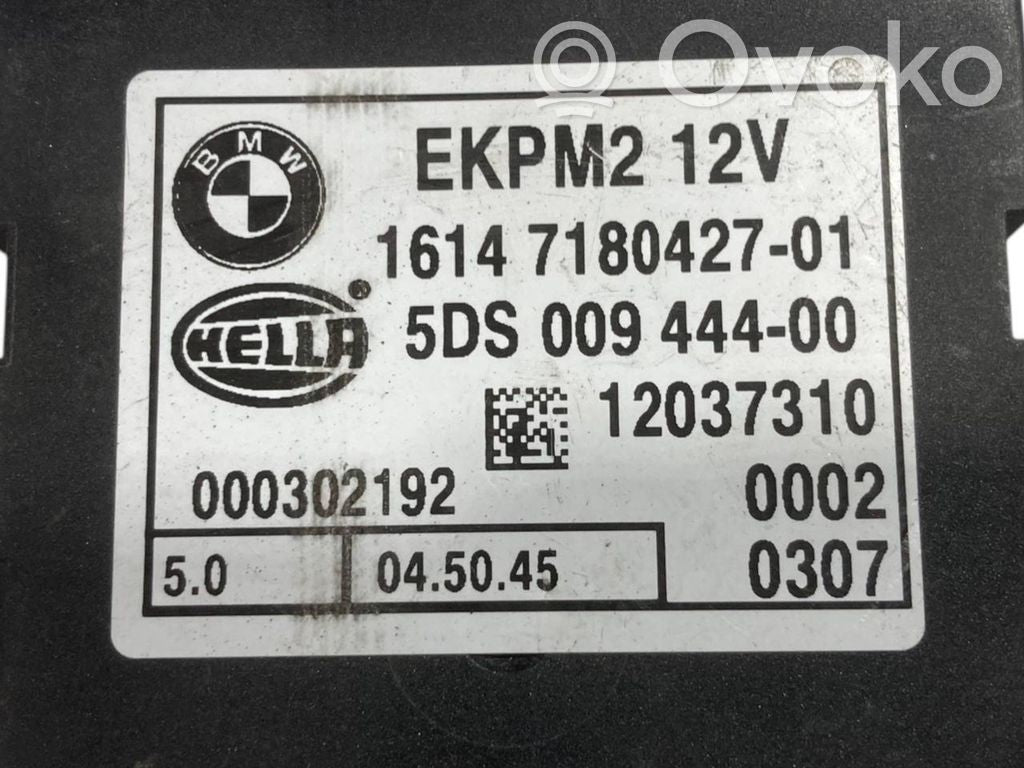 Ovoko
BMW
EKPM2 12V
1614 7180427-01
HELLA®
5DS 009 444-00
12037310
000302192
0002
5.0
04.50.45
0307